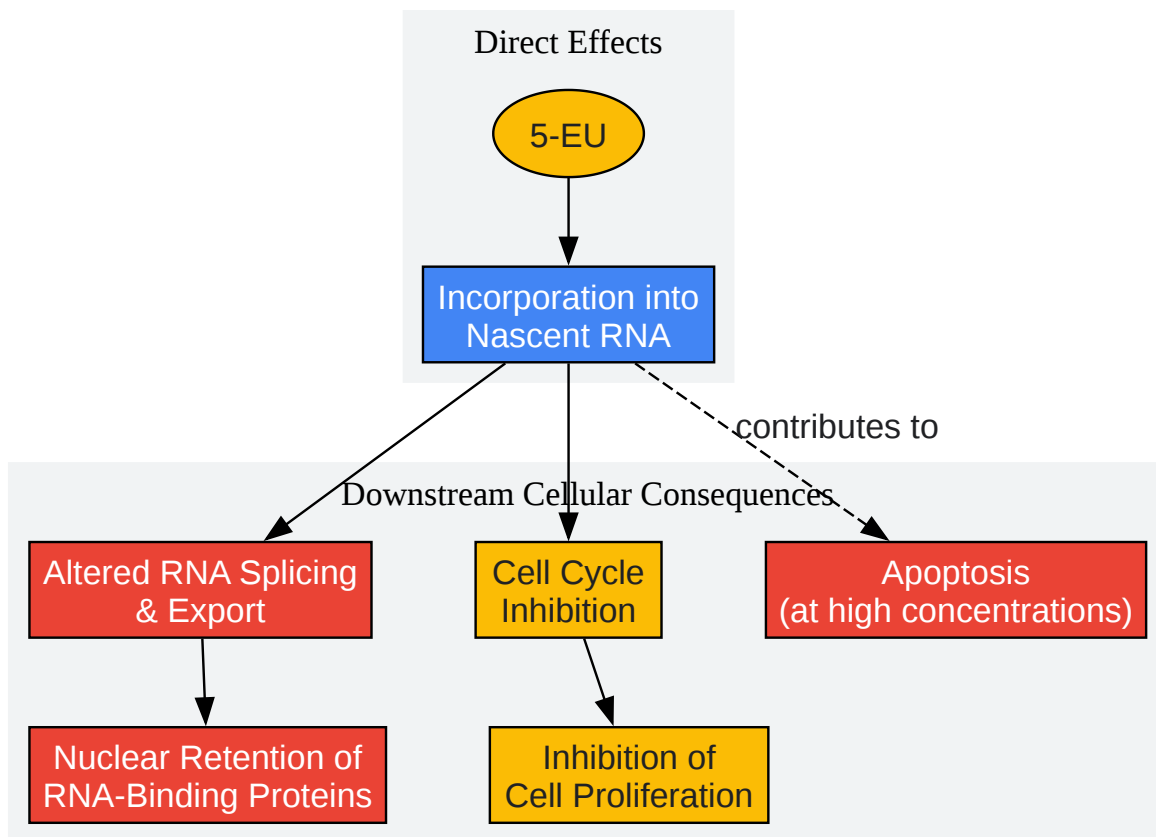 Direct Effects
5-EU
Incorporation into
Nascent RNA
contributes to
Downstream Cellular Consequences
Altered RNA Splicing
& Export
Cell Cycle
Inhibition
Apoptosis
(at high concentrations)
Nuclear Retention of
RNA-Binding Proteins
Inhibition of
Cell Proliferation